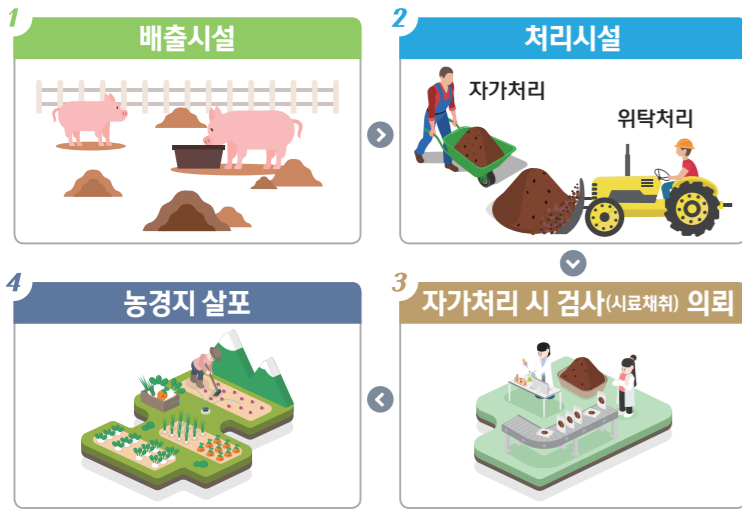 1
배출시설
2
처리시설
자가처리
위탁처리
3
자가처리 시 검사(시료채취) 의뢰
4
농경지 살포